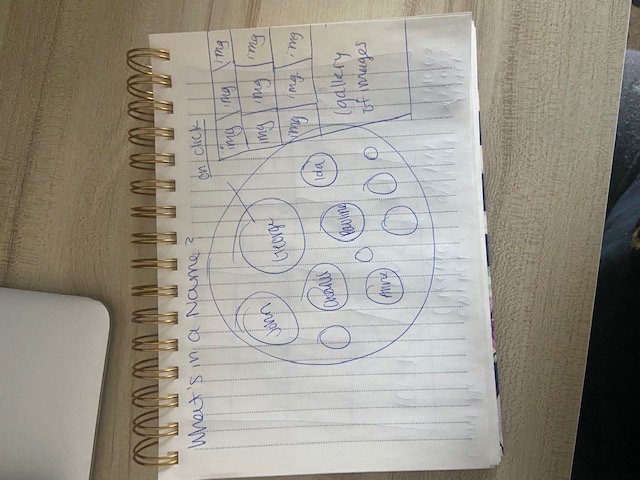 What's in a Name?
on click
John
George
Charles
Pauline
Ida
Anne
img img img
img img img
img img. img
(gallery
of images